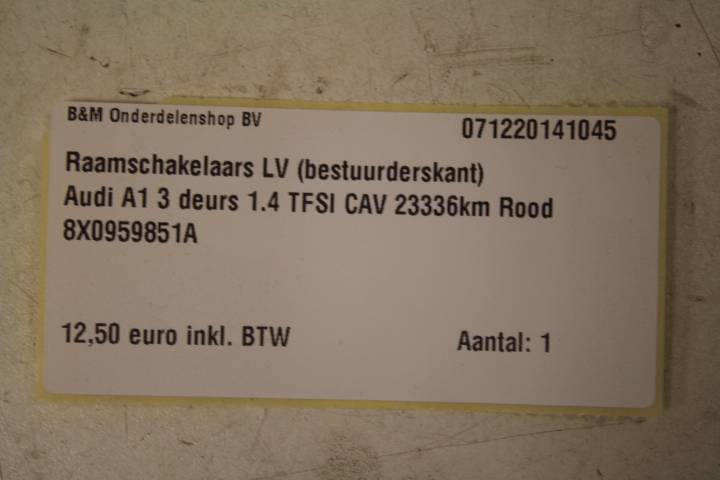 B&M Onderdelenshop BV 071220141045
Raamschakelaars LV (bestuurderskant)
Audi A1 3 deurs 1.4 TFSI CAV 23336km Rood
8X0959851A
12,50 euro inkl. BTW Aantal: 1